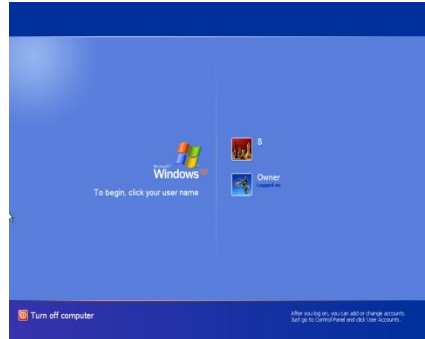 Microsoft
Windows xp
To begin, click your user name
B
Owner
Logged on
Turn off computer
After you log on, you can add or change accounts.
Just go to Control Panel and click User Accounts.